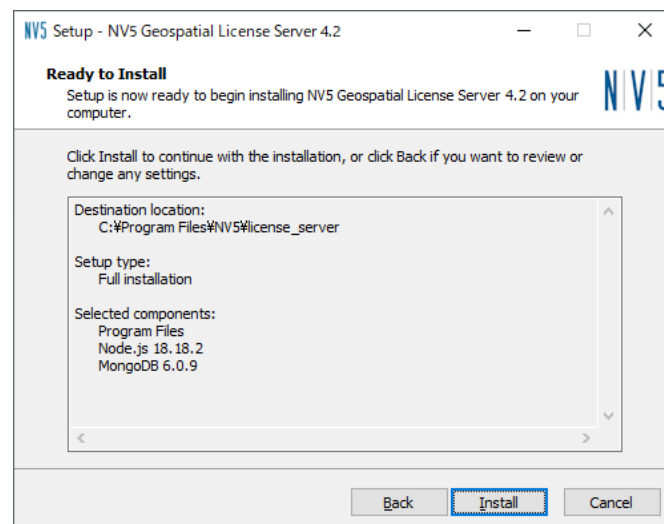 NV5 Setup - NV5 Geospatial License Server 4.2
Ready to Install
Setup is now ready to begin installing NV5 Geospatial License Server 4.2 on your
computer.
N|V|5
Click Install to continue with the installation, or click Back if you want to review or
change any settings.
Destination location:
C:¥Program Files¥NV5¥license_server
Setup type:
Full installation
Selected components:
Program Files
Node.js 18.18.2
MongoDB 6.0.9
Back Install Cancel